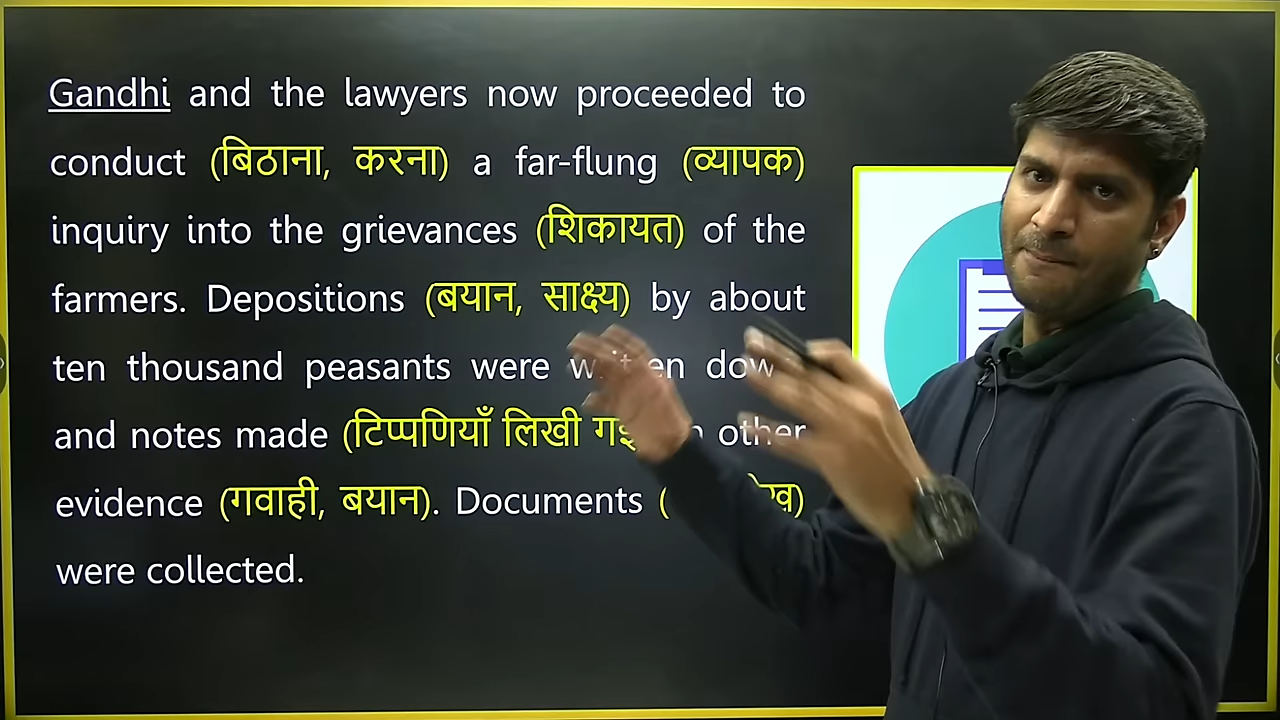 Gandhi and the lawyers now proceeded to
conduct (बिठाना, करना) a far-flung (व्यापक)
inquiry into the grievances (शिकायत) of the
farmers. Depositions (बयान, साक्ष्य) by about
ten thousand peasants were written down
and notes made (टिप्पणियाँ लिखी other
evidence (गवाही, बयान). Documents (
were collected.